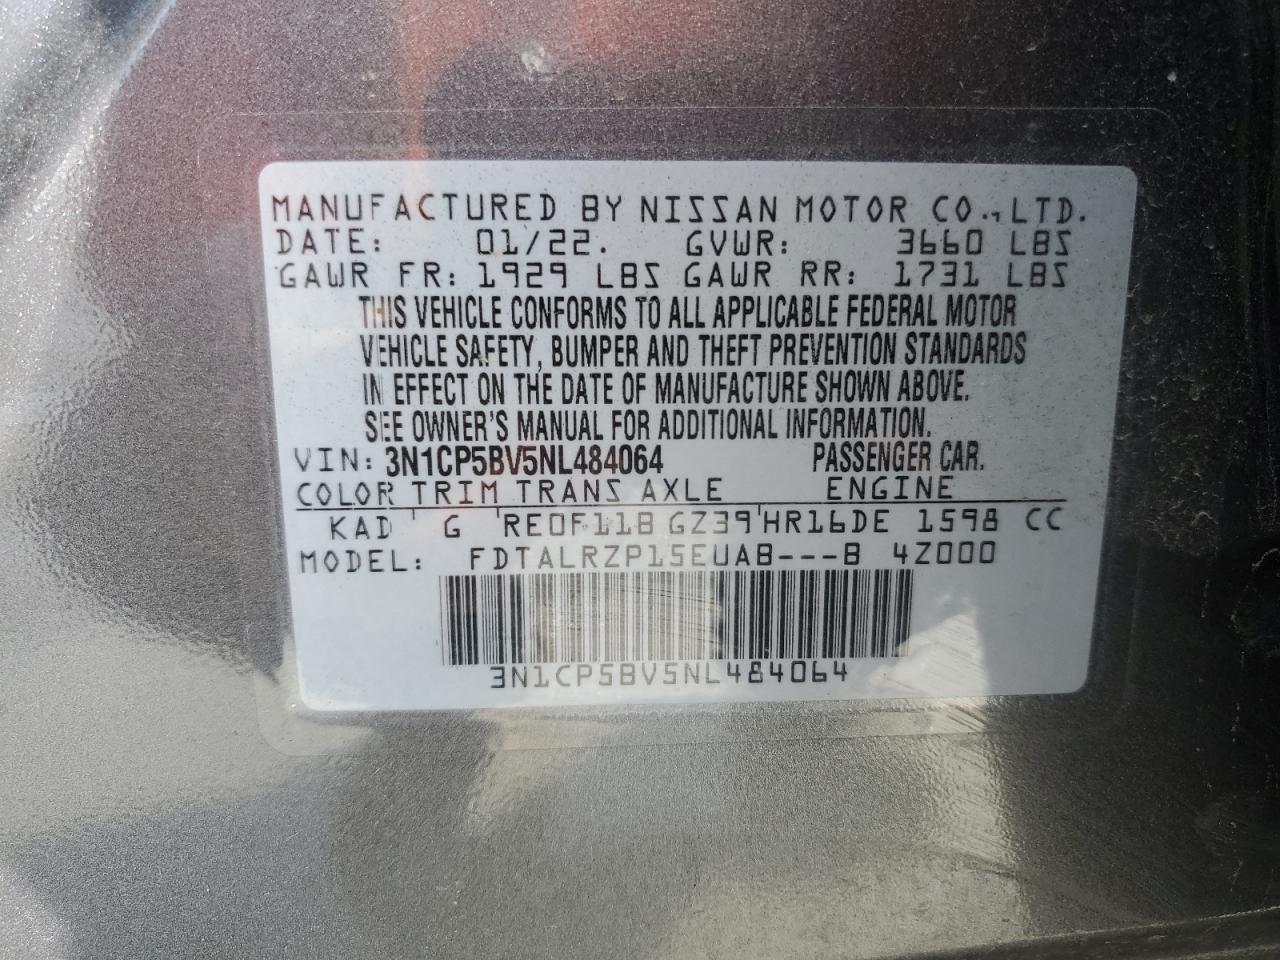 MANUFACTURED BY NISSAN MOTOR CO., LTD.
DATE: 01/22. GVWR: 3660 LBS
GAWR FR: 1929 LBS GAWR RR: 1731 LBS
THIS VEHICLE CONFORMS TO ALL APPLICABLE FEDERAL MOTOR
VEHICLE SAFETY, BUMPER AND THEFT PREVENTION STANDARDS
IN EFFECT ON THE DATE OF MANUFACTURE SHOWN ABOVE.
SEE OWNER'S MANUAL FOR ADDITIONAL INFORMATION.
VIN: 3N1CP5BV5NL484064 PASSENGER CAR.
COLOR TRIM TRANS AXLE ENGINE
KAD G RE0F11B GZ39 HR16DE 1598 CC
MODEL: FDTALRZP15EUAB---B 4Z000
3N1CP5BV5NL484064